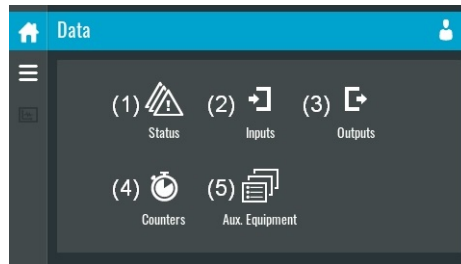 Data
(1) (2) (3)
Status Inputs Outputs
(4) (5)
Counters Aux. Equipment